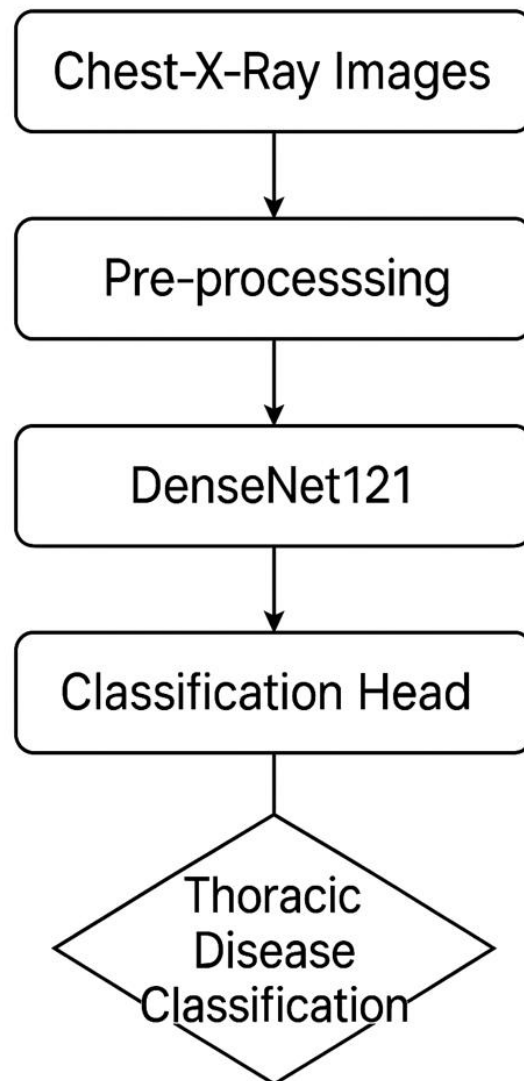 Chest-X-Ray Images
Pre-processsing
DenseNet121
Classification Head
Thoracic
Disease
Classification